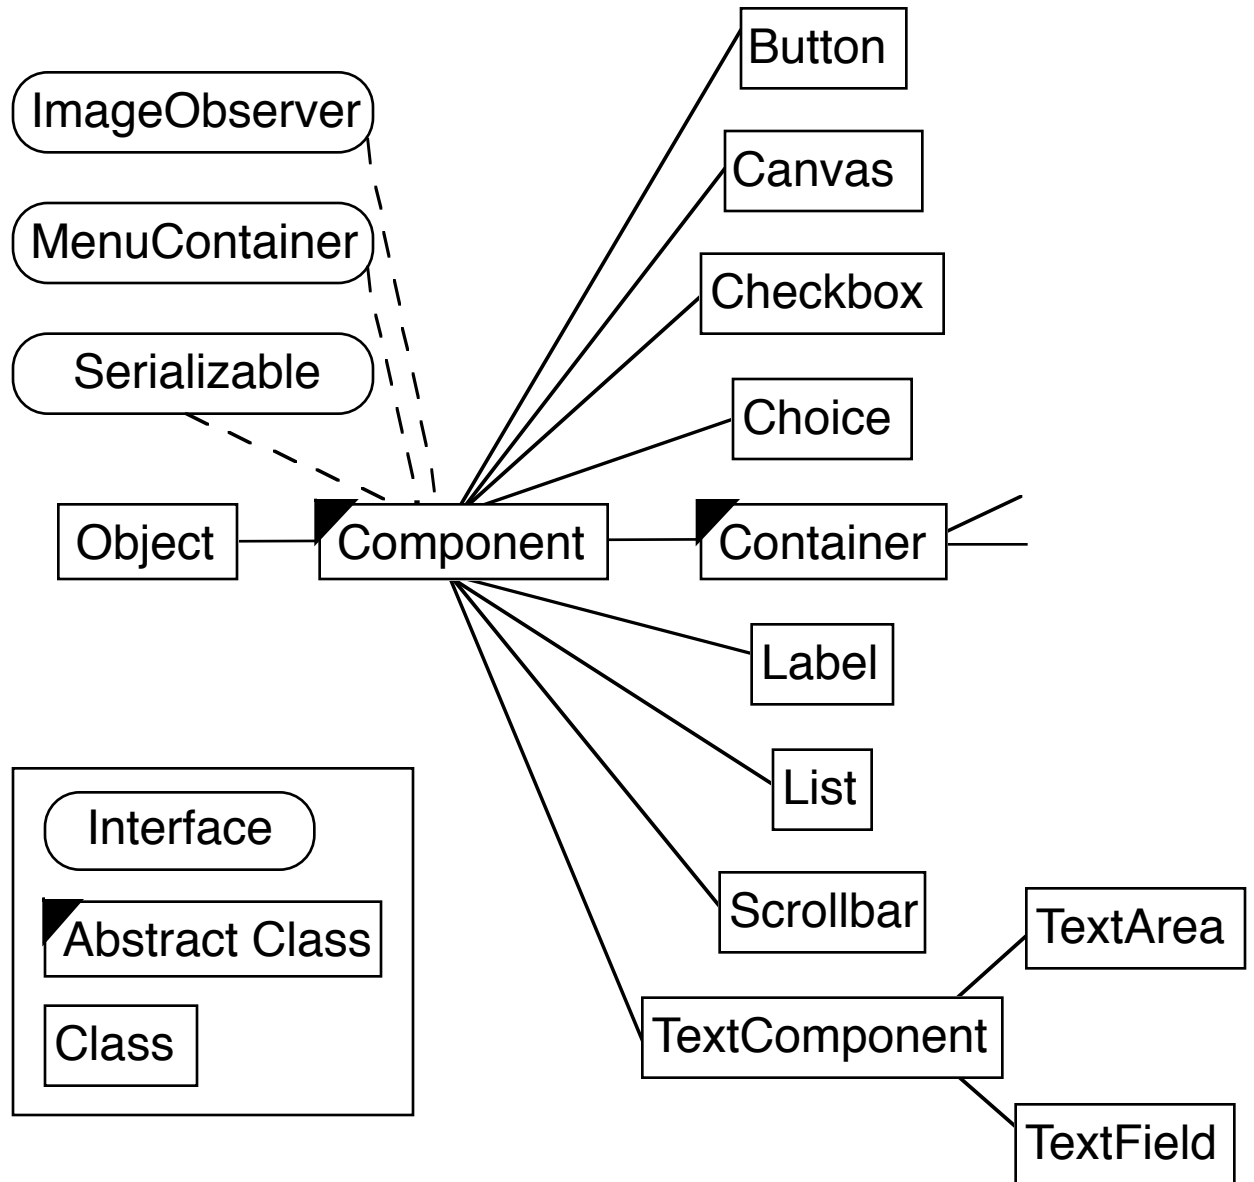 Button
ImageObserver
Canvas
MenuContainer
Checkbox
Serializable
Choice
Object
Component
Container
Label
List
Interface
Scrollbar
TextArea
Abstract Class
TextComponent
Class
TextField